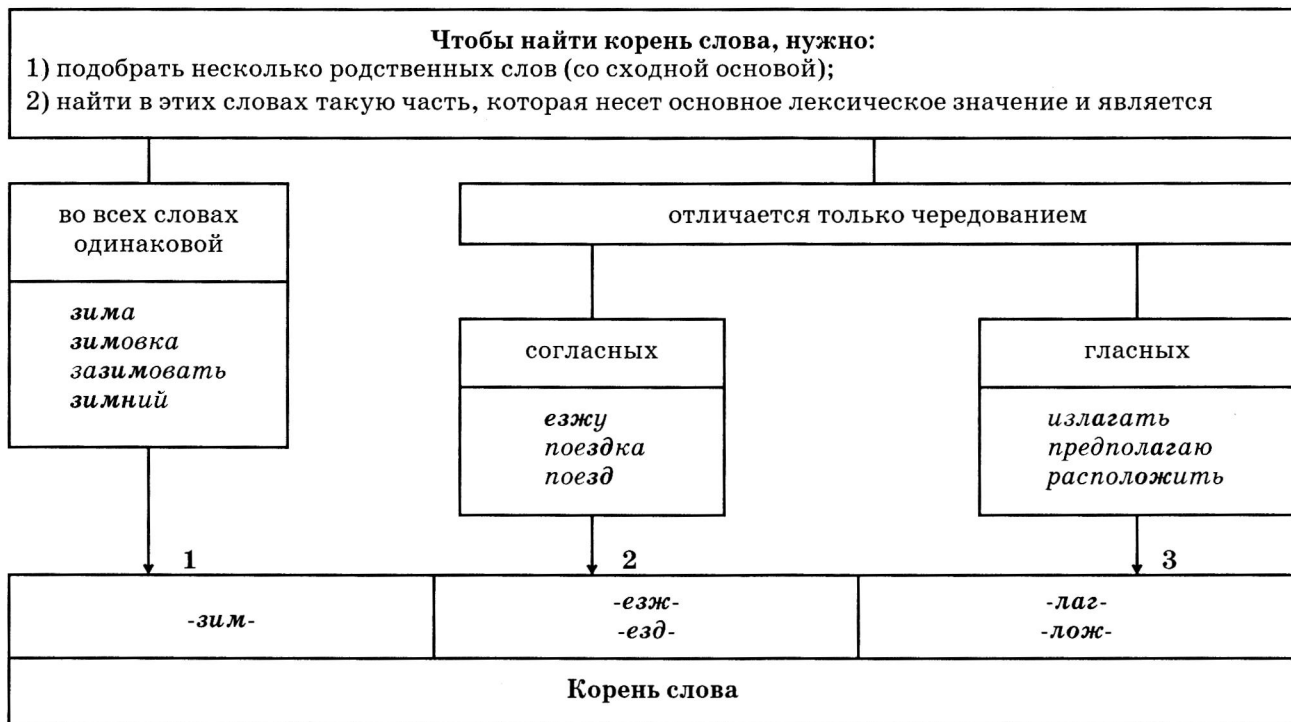 Чтобы найти корень слова, нужно:
1) подобрать несколько родственных слов (со сходной основой);
2) найти в этих словах такую часть, которая несет основное лексическое значение и является
во всех словах
одинаковой
отличается только чередованием
зима
зимовка
зазимовать
зимний
согласных
гласных
езжу
поездка
поезд
излагать
предполагаю
расположить
1
2
3
-зим-
-езж-
-езд-
-лаг-
-лож-
Корень слова